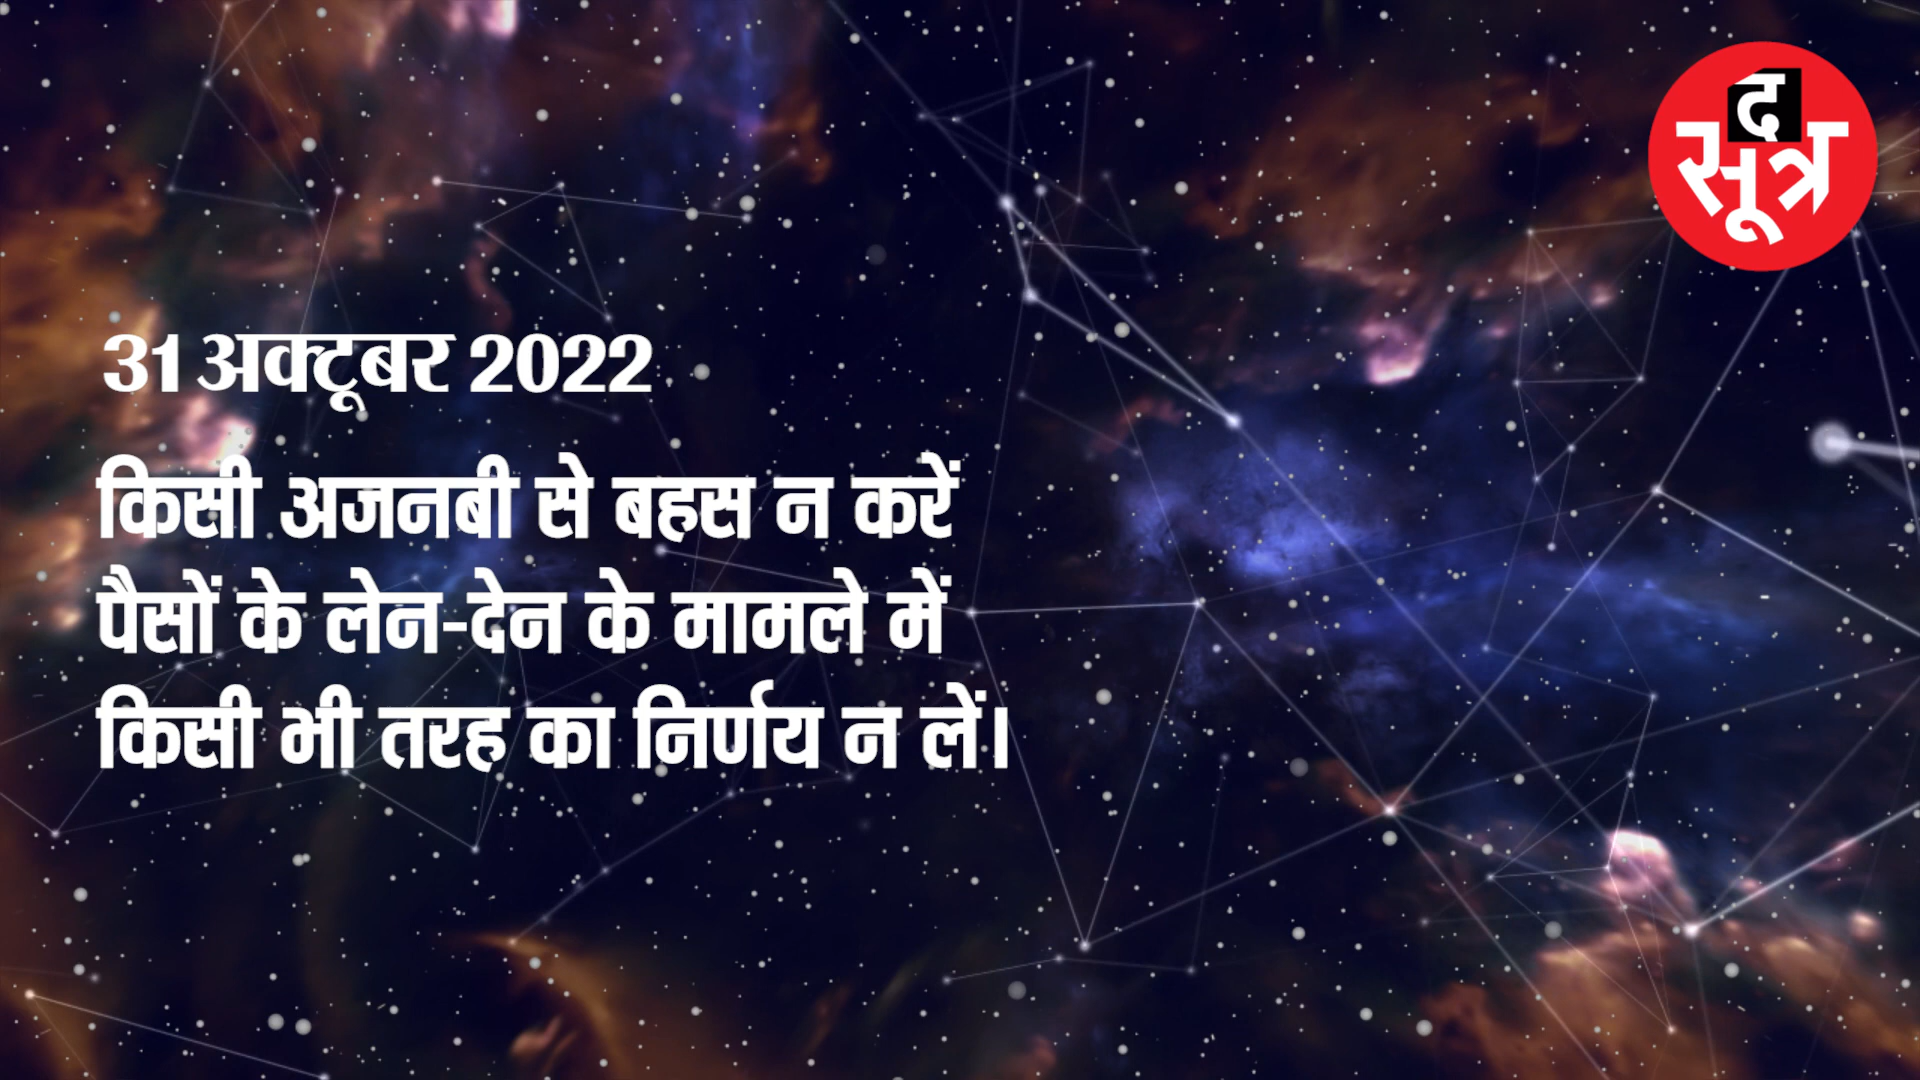 द
सूत्र
31 अक्टूबर 2022
किसी अजनबी से बहस न करें
पैसों के लेन-देन के मामले में
किसी भी तरह का निर्णय न लें।